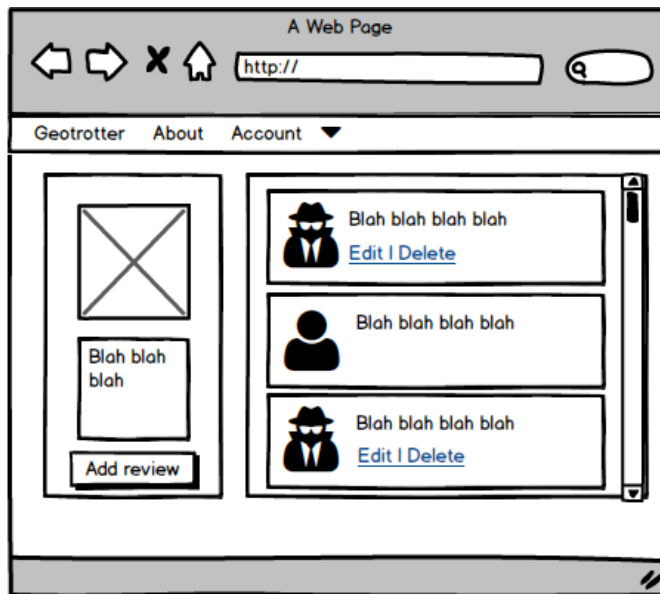 A Web Page
http://
Geotrotter About Account
Blah blah
blah
Add review
Blah blah blah blah
Edit | Delete
Blah blah blah blah
Blah blah blah blah
Edit | Delete